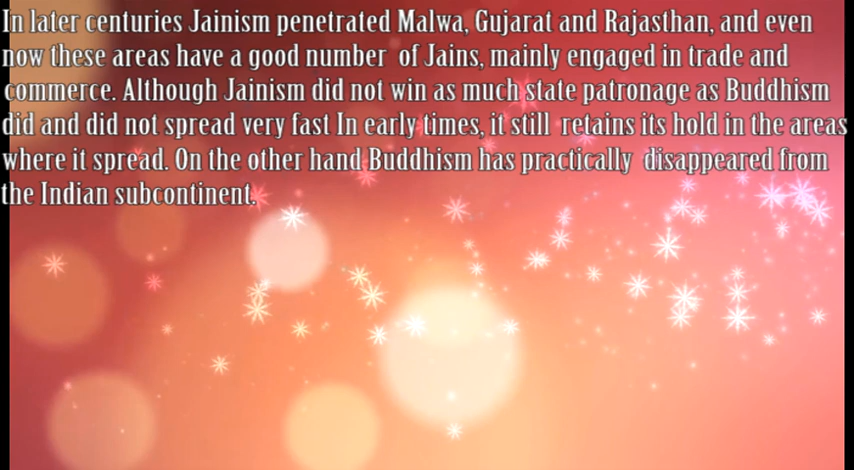 In later centuries Jainism penetrated Malwa, Gujarat and Rajasthan, and even
now these areas have a good number of Jains, mainly engaged in trade and
commerce. Although Jainism did not win as much state patronage as Buddhism
did and did not spread very fast In early times, it still retains its hold in the areas
where it spread. On the other hand Buddhism has practically disappeared from
the Indian subcontinent.